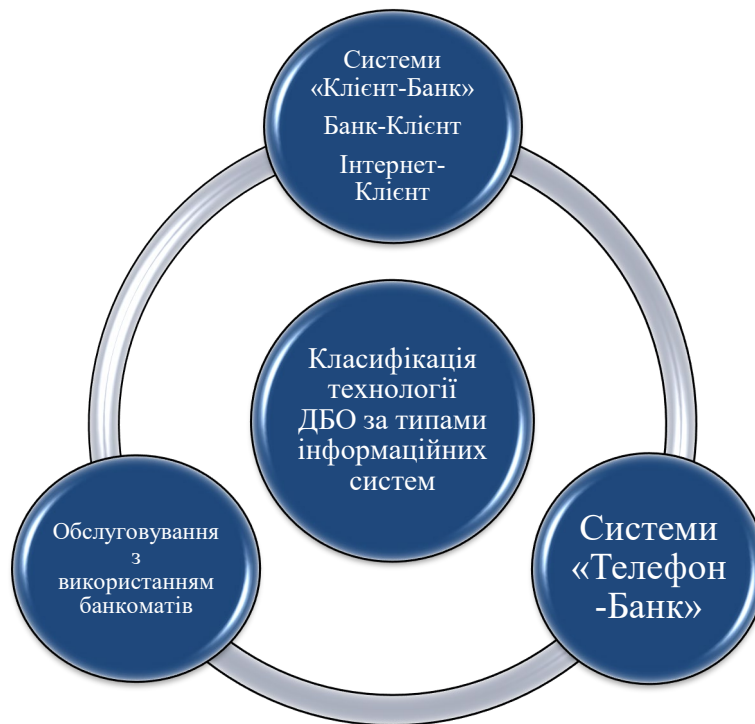 Системи
«Клієнт-Банк»
Банк-Клієнт
Інтернет-
Клієнт
Класифікація
технології
ДБО за типами
інформаційних
систем
Обслуговування
з
використанням
банкоматів
Системи
«Телефон
-Банк»